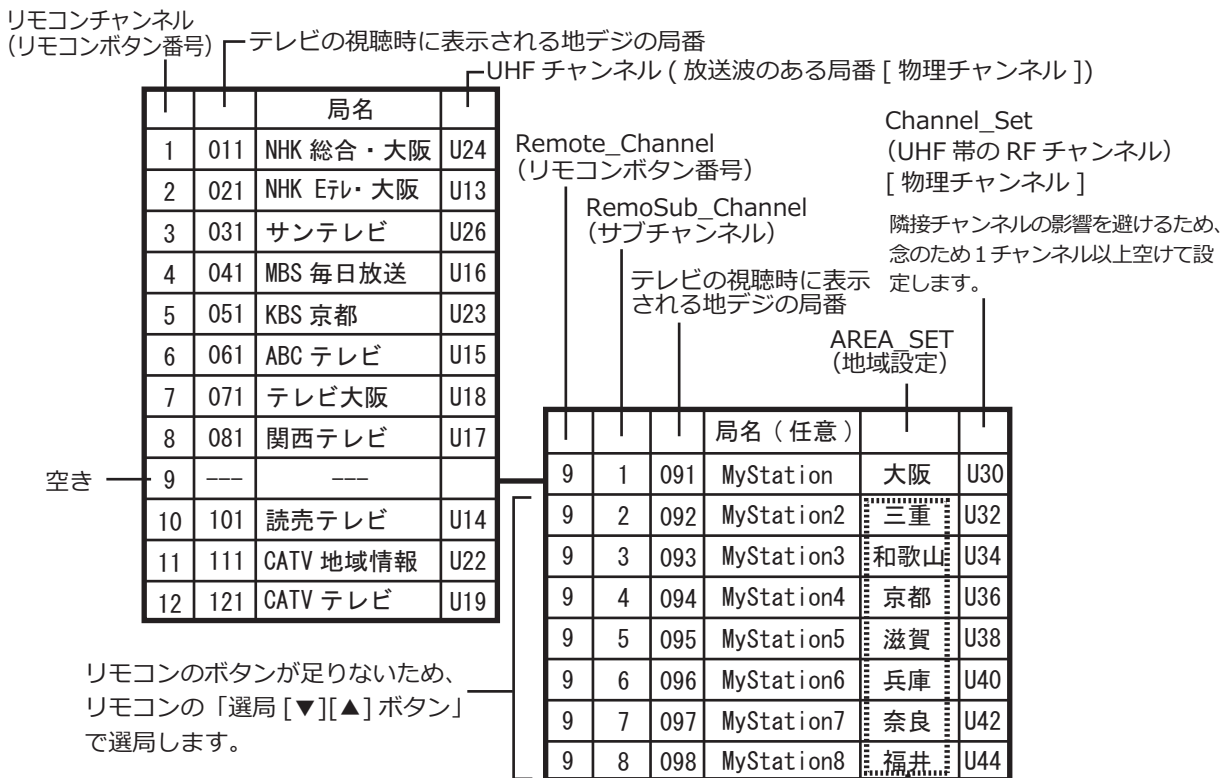 リモコンチャンネル
（リモコンボタン番号）
テレビの視聴時に表示される地デジの局番
UHF チャンネル ( 放送波のある局番 [ 物理チャンネル ])
局名
1 011 NHK 総合・大阪 U24
2 021 NHK Eﾃﾚ・大阪 U13
3 031 サンテレビ U26
4 041 MBS 毎日放送 U16
5 051 KBS 京都 U23
6 061 ABC テレビ U15
7 071 テレビ大阪 U18
8 081 関西テレビ U17
空き
9 --- ---
10 101 読売テレビ U14
11 111 CATV 地域情報 U22
12 121 CATV テレビ U19
リモコンのボタンが足りないため、
リモコンの「選局 [▼][▲] ボタン」
で選局します。
Remote_Channel
（リモコンボタン番号）
RemoSub_Channel
（サブチャンネル）
テレビの視聴時に表示
される地デジの局番
AREA_SET
（地域設定）
Channel_Set
（UHF 帯の RF チャンネル）
[ 物理チャンネル ]
隣接チャンネルの影響を避けるため、
念のため 1 チャンネル以上空けて設
定します。
局名 ( 任意 )
9 1 091 MyStation 大阪 U30
9 2 092 MyStation2 三重 U32
9 3 093 MyStation3 和歌山 U34
9 4 094 MyStation4 京都 U36
9 5 095 MyStation5 滋賀 U38
9 6 096 MyStation6 兵庫 U40
9 7 097 MyStation7 奈良 U42
9 8 098 MyStation8 福井 U44